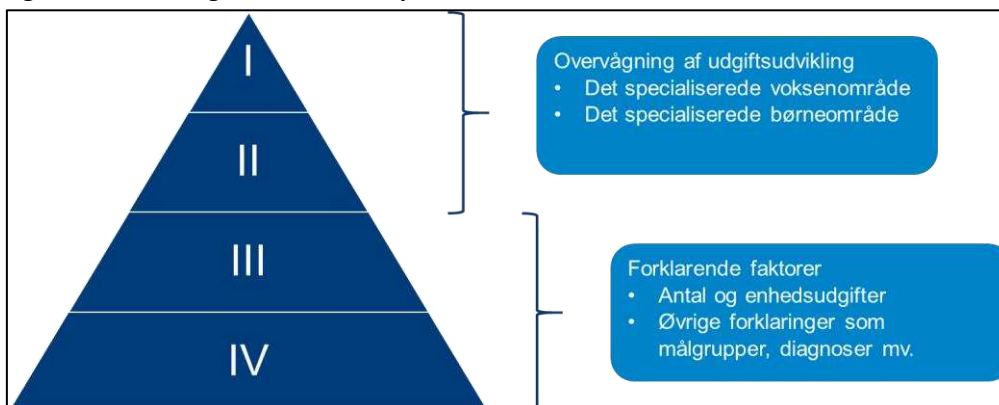 I
II
III
IV
Overvågning af udgiftsudvikling
• Det specialiserede voksenområde
• Det specialiserede børneområde
Forklarende faktorer
• Antal og enhedsudgifter
• Øvrige forklaringer som
målgrupper, diagnoser mv.